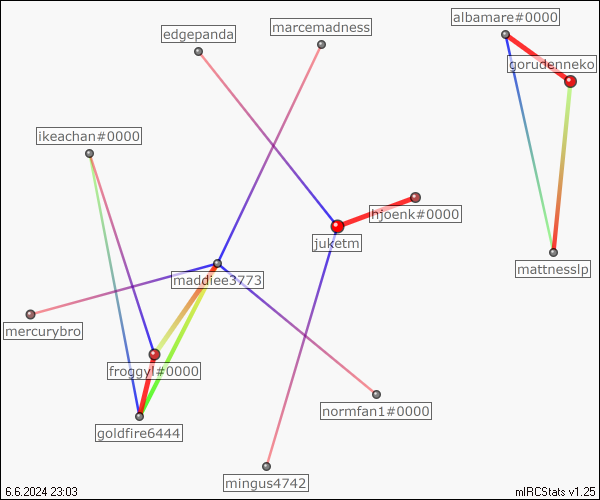 albamare#0000
marcemadness
edgepanda
gorudenneko
ikeachan#0000
hjoenk#0000
juketm
mattnesslp
maddiee3773
mercurybro
froggyl#0000
normfan1#0000
goldfire6444
mingus4742
6.6.2024 23:03
mIRCStats v1.25